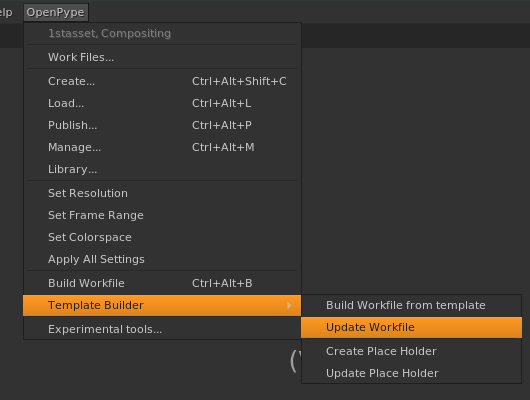 OpenPype
1stasset, Compositing
Work Files...
Create... Ctrl+Alt+Shift+C
Load... Ctrl+Alt+L
Publish... Ctrl+Alt+P
Manage... Ctrl+Alt+M
Library...
Set Resolution
Set Frame Range
Set Colorspace
Apply All Settings
Build Workfile Ctrl+Alt+B
Template Builder
Experimental tools...
Build Workfile from template
Update Workfile
Create Place Holder
Update Place Holder